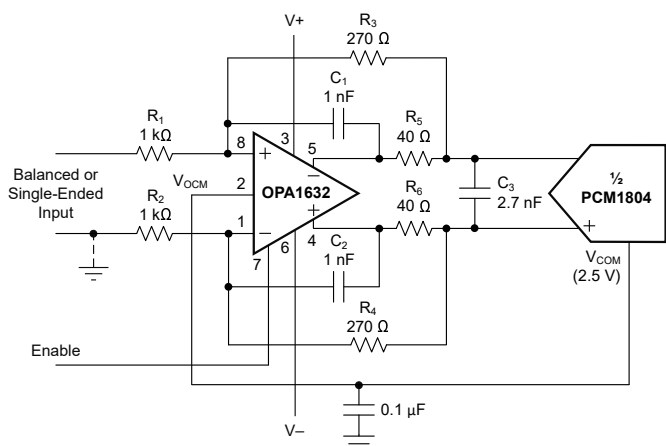 V+
R3
270 Ω
C1
1 nF
R1
1 kΩ
R5
40 Ω
8
3
5
+
−
Balanced or
Single-Ended
Input
VOCM
2
OPA1632
R2
1 kΩ
R6
40 Ω
C3
2.7 nF
½
PCM1804
1
−
+
4
6
7
C2
1 nF
+
VCOM
(2.5 V)
R4
270 Ω
Enable
0.1 µF
V–